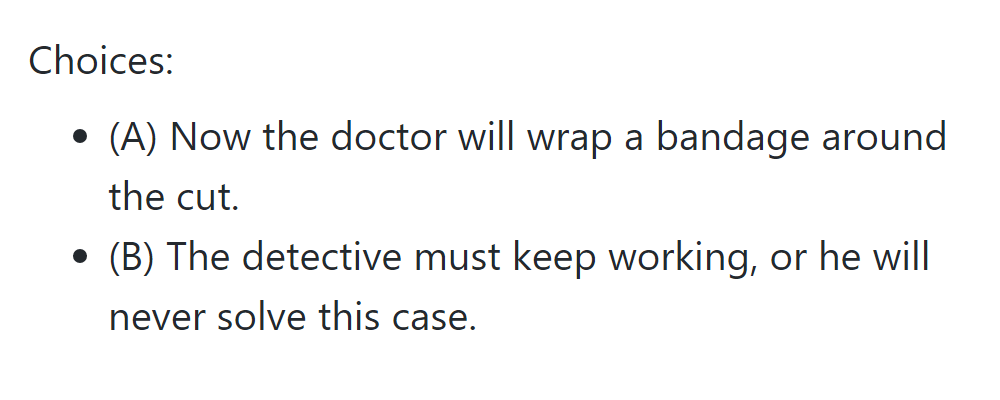 Choices:
• (A) Now the doctor will wrap a bandage around
the cut.
• (B) The detective must keep working, or he will
never solve this case.